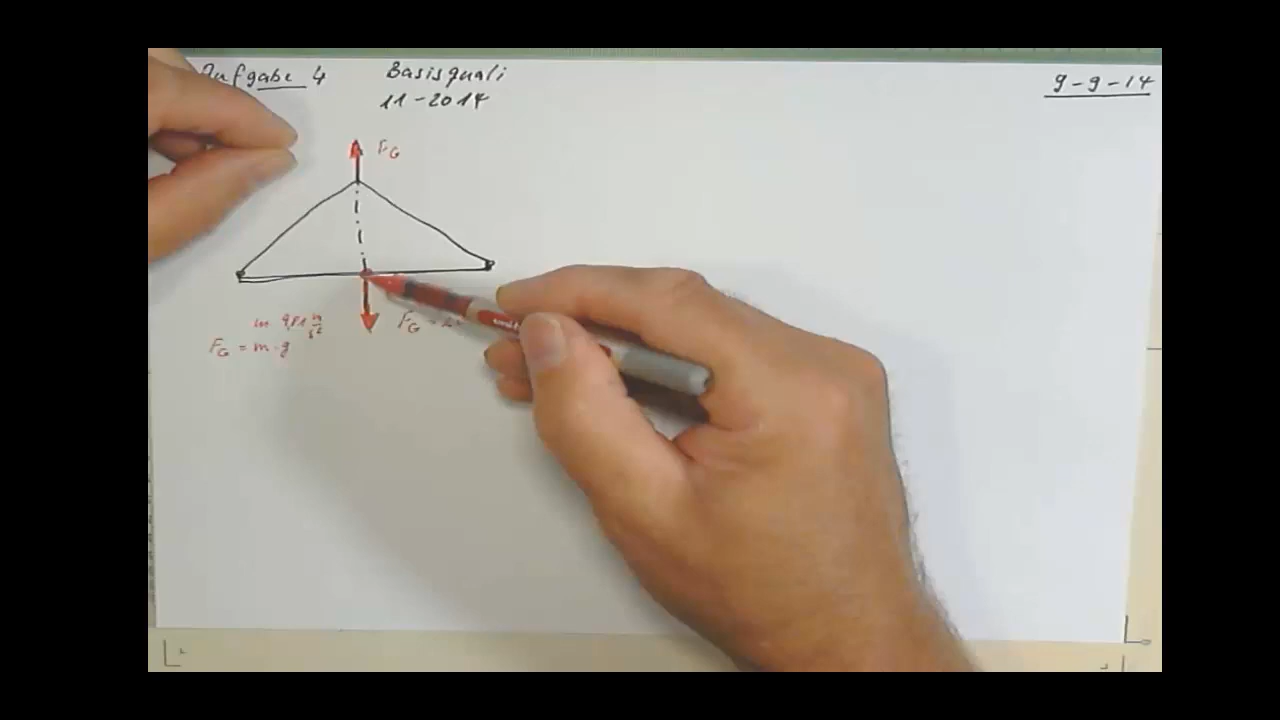 Aufgabe 4
Basisquali
11-2014
9-9-14
F_G
F_G =
m 9,81 m/s²
F_G = m·g